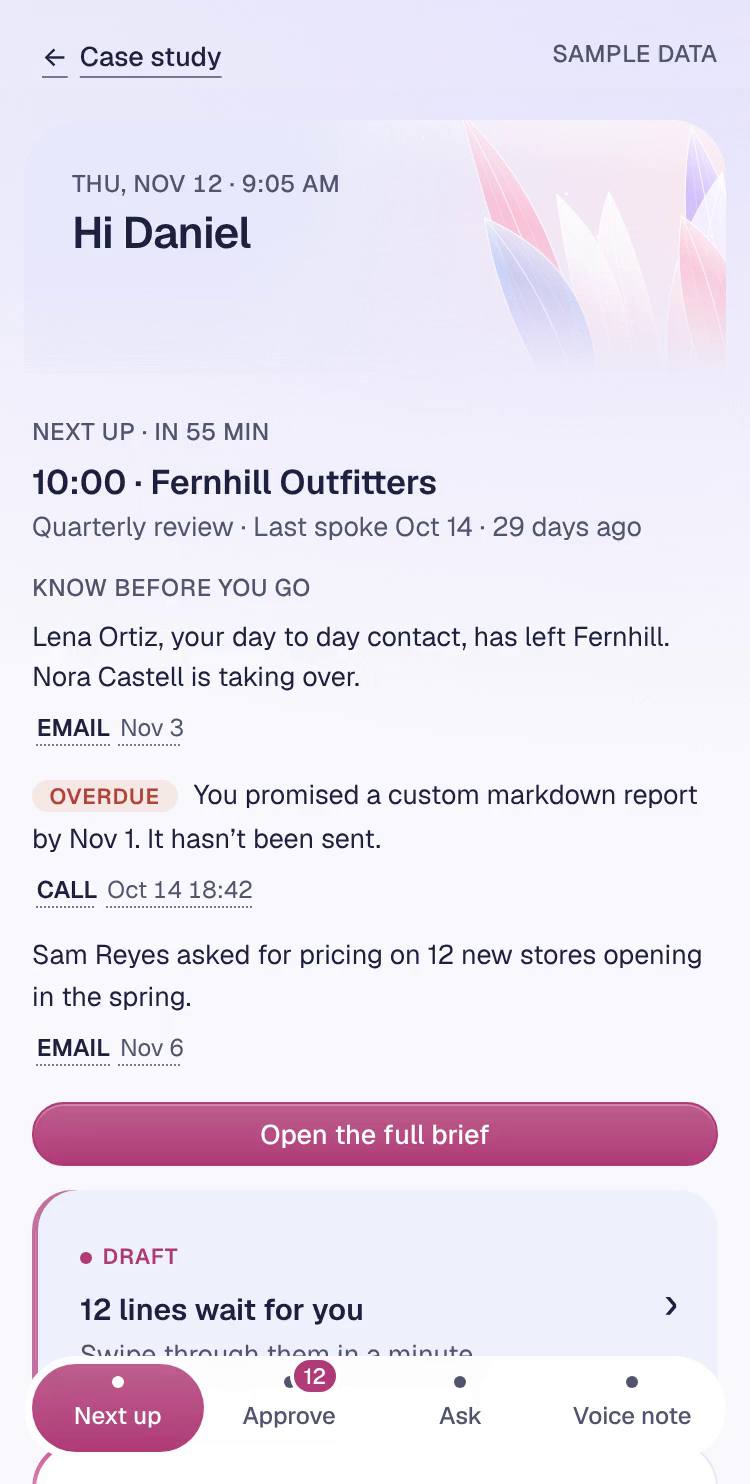 ← Case study
SAMPLE DATA
THU, NOV 12 · 9:05 AM
Hi Daniel
NEXT UP · IN 55 MIN
10:00 · Fernhill Outfitters
Quarterly review · Last spoke Oct 14 · 29 days ago
KNOW BEFORE YOU GO
Lena Ortiz, your day to day contact, has left Fernhill.
Nora Castell is taking over.
EMAIL Nov 3
OVERDUE You promised a custom markdown report
by Nov 1. It hasn’t been sent.
CALL Oct 14 18:42
Sam Reyes asked for pricing on 12 new stores opening
in the spring.
EMAIL Nov 6
Open the full brief
DRAFT
12 lines wait for you
Swipe through them in a minute
12
Next up
Approve
Ask
Voice note